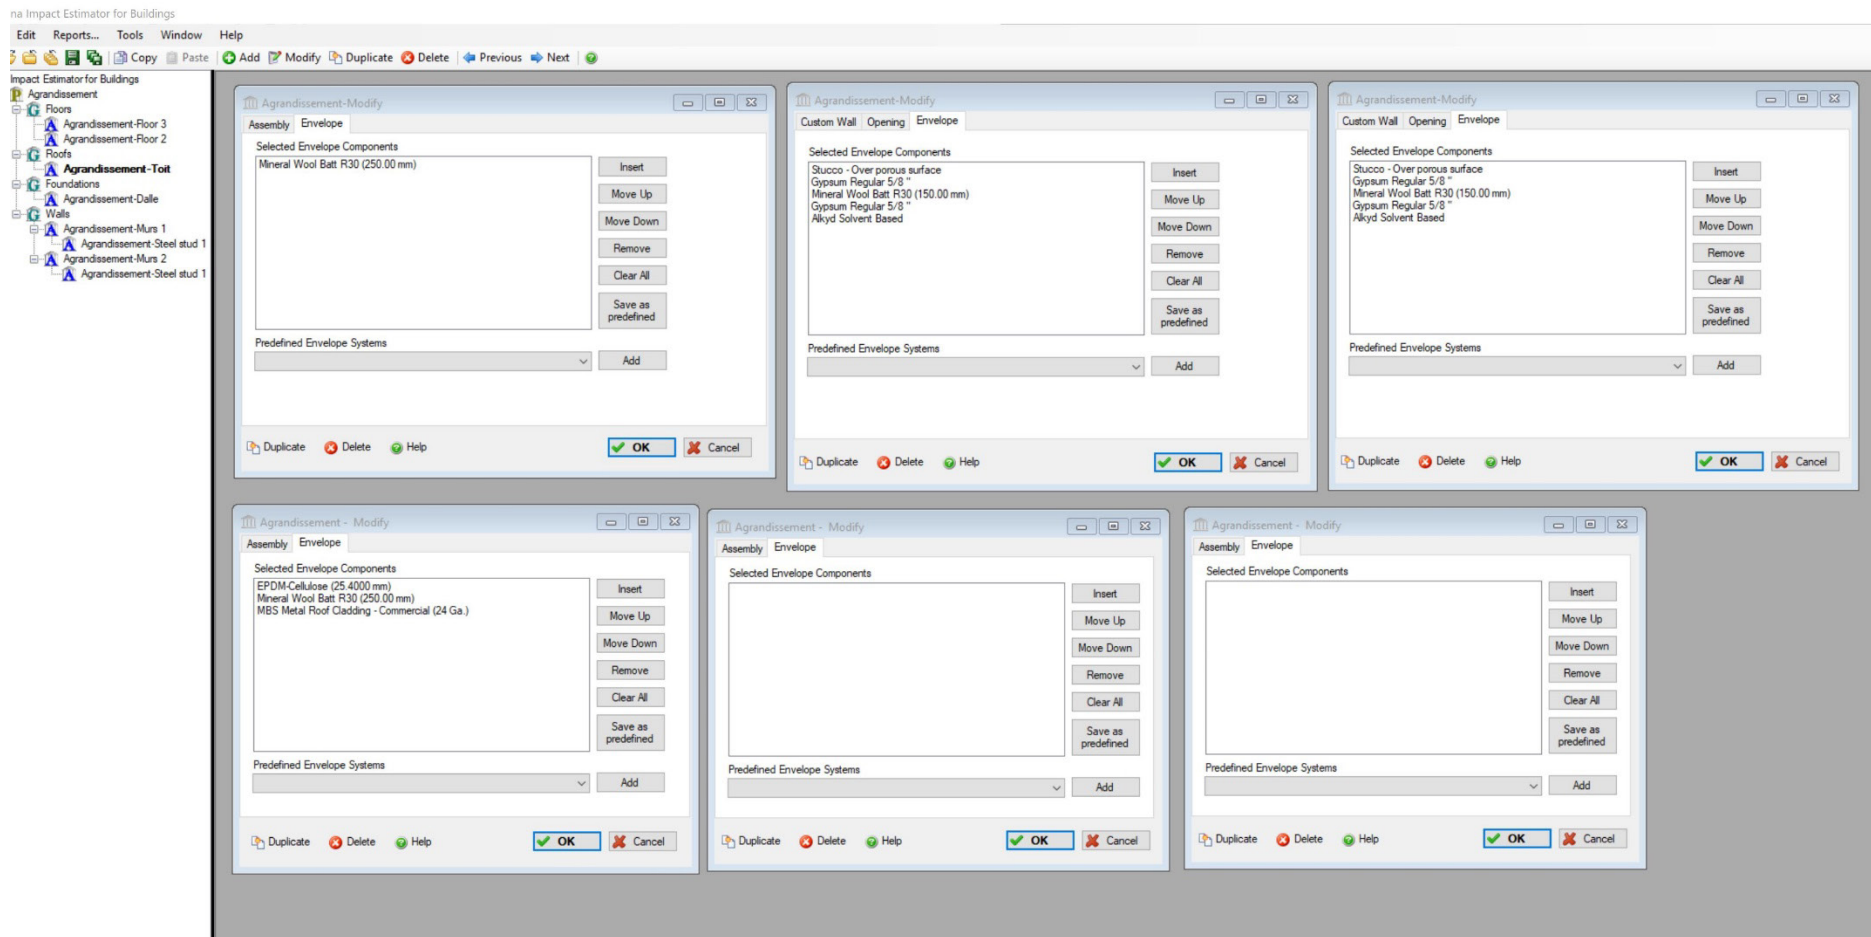 na Impact Estimator for Buildings
Edit Reports... Tools Window Help
Copy Paste Add Modify Duplicate Delete Previous Next
Impact Estimator for Buildings
Agrandissement
Floors
Agrandissement-Floor 3
Agrandissement-Floor 2
Roofs
Agrandissement-Toit
Foundations
Agrandissement-Dalle
Walls
Agrandissement-Murs 1
Agrandissement-Steel stud 1
Agrandissement-Murs 2
Agrandissement-Steel stud 1
Agrandissement-Modify
Assembly Envelope
Selected Envelope Components
Mineral Wool Batt R30 (250.00 mm)
Insert
Move Up
Move Down
Remove
Clear All
Save as
predefined
Predefined Envelope Systems
Add
Duplicate Delete Help OK Cancel
Agrandissement-Modify
Custom Wall Opening Envelope
Selected Envelope Components
Stucco - Over porous surface
Gypsum Regular 5/8 "
Mineral Wool Batt R30 (150.00 mm)
Gypsum Regular 5/8 "
Alkyd Solvent Based
Insert
Move Up
Move Down
Remove
Clear All
Save as
predefined
Predefined Envelope Systems
Add
Duplicate Delete Help OK Cancel
Agrandissement-Modify
Custom Wall Opening Envelope
Selected Envelope Components
Stucco - Over porous surface
Gypsum Regular 5/8 "
Mineral Wool Batt R30 (150.00 mm)
Gypsum Regular 5/8 "
Alkyd Solvent Based
Insert
Move Up
Move Down
Remove
Clear All
Save as
predefined
Predefined Envelope Systems
Add
Duplicate Delete Help OK Cancel
Agrandissement - Modify
Assembly Envelope
Selected Envelope Components
EPDM-Cellulose (25.4000 mm)
Mineral Wool Batt R30 (250.00 mm)
MBS Metal Roof Cladding - Commercial (24 Ga.)
Insert
Move Up
Move Down
Remove
Clear All
Save as
predefined
Predefined Envelope Systems
Add
Duplicate Delete Help OK Cancel
Agrandissement - Modify
Assembly Envelope
Selected Envelope Components
Insert
Move Up
Move Down
Remove
Clear All
Save as
predefined
Predefined Envelope Systems
Add
Duplicate Delete Help OK Cancel
Agrandissement - Modify
Assembly Envelope
Selected Envelope Components
Insert
Move Up
Move Down
Remove
Clear All
Save as
predefined
Predefined Envelope Systems
Add
Duplicate Delete Help OK Cancel